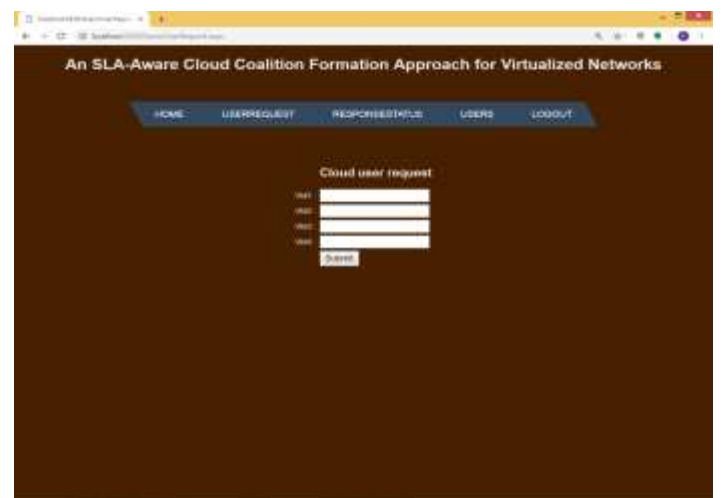 An SLA-Aware Cloud Coalition Formation Approach for Virtualized Networks
HOME USERREQUEST RESPONSESTATUS USERS LOGOUT
Cloud user request
Submit